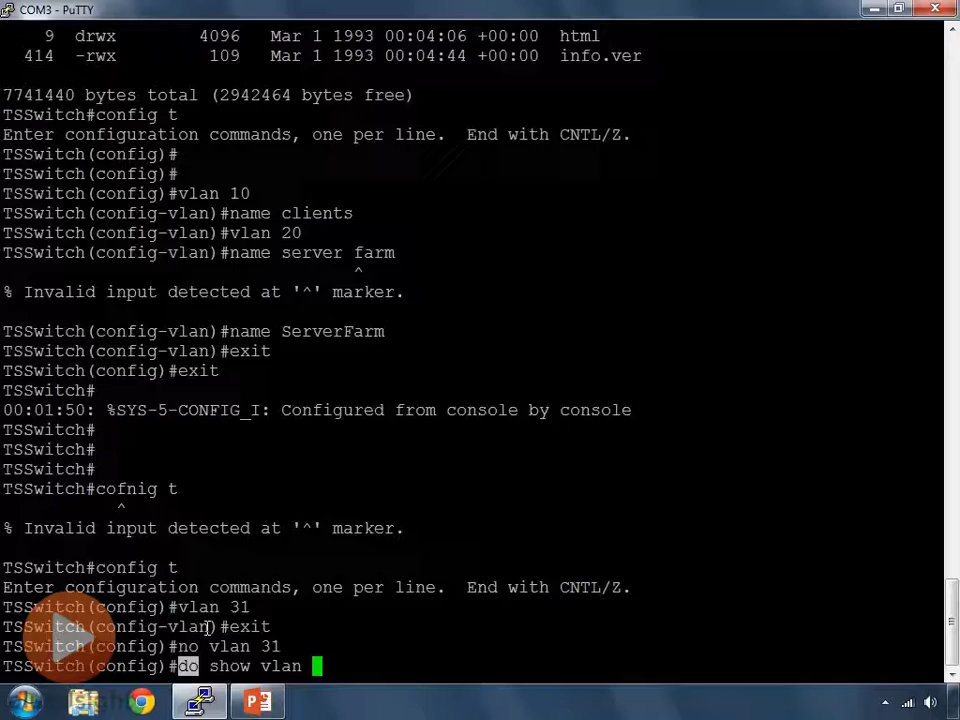 COM3 - PuTTY
9 drwx 4096 Mar 1 1993 00:04:06 +00:00 html
414 -rwx 109 Mar 1 1993 00:04:44 +00:00 info.ver
7741440 bytes total (2942464 bytes free)
TSSwitch#config t
Enter configuration commands, one per line. End with CNTL/Z.
TSSwitch(config)#
TSSwitch(config)#
TSSwitch(config)#vlan 10
TSSwitch(config-vlan)#name clients
TSSwitch(config-vlan)#vlan 20
TSSwitch(config-vlan)#name server farm
^
% Invalid input detected at '^' marker.
TSSwitch(config-vlan)#name ServerFarm
TSSwitch(config-vlan)#exit
TSSwitch(config)#exit
TSSwitch#
00:01:50: %SYS-5-CONFIG_I: Configured from console by console
TSSwitch#
TSSwitch#
TSSwitch#
TSSwitch#cofnig t
^
% Invalid input detected at '^' marker.
TSSwitch#config t
Enter configuration commands, one per line. End with CNTL/Z.
TSSwitch(config)#vlan 31
TSSwitch(config-vlan)#exit
TSSwitch(config)#no vlan 31
TSSwitch(config)#do show vlan